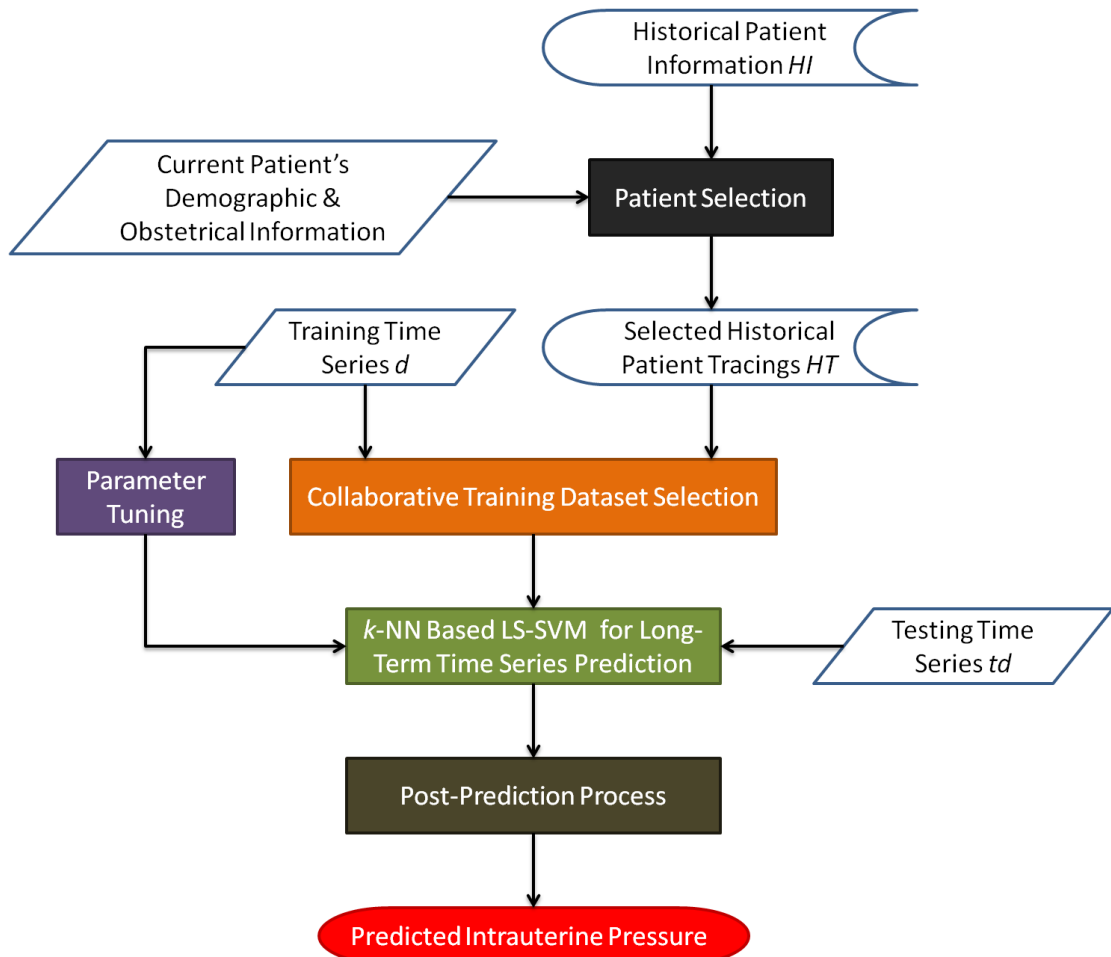 Historical Patient
Information HI
Current Patient's
Demographic &
Obstetrical Information
Patient Selection
Training Time
Series d
Selected Historical
Patient Tracings HT
Parameter
Tuning
Collaborative Training Dataset Selection
k-NN Based LS-SVM for Long-
Term Time Series Prediction
Testing Time
Series td
Post-Prediction Process
Predicted Intrauterine Pressure